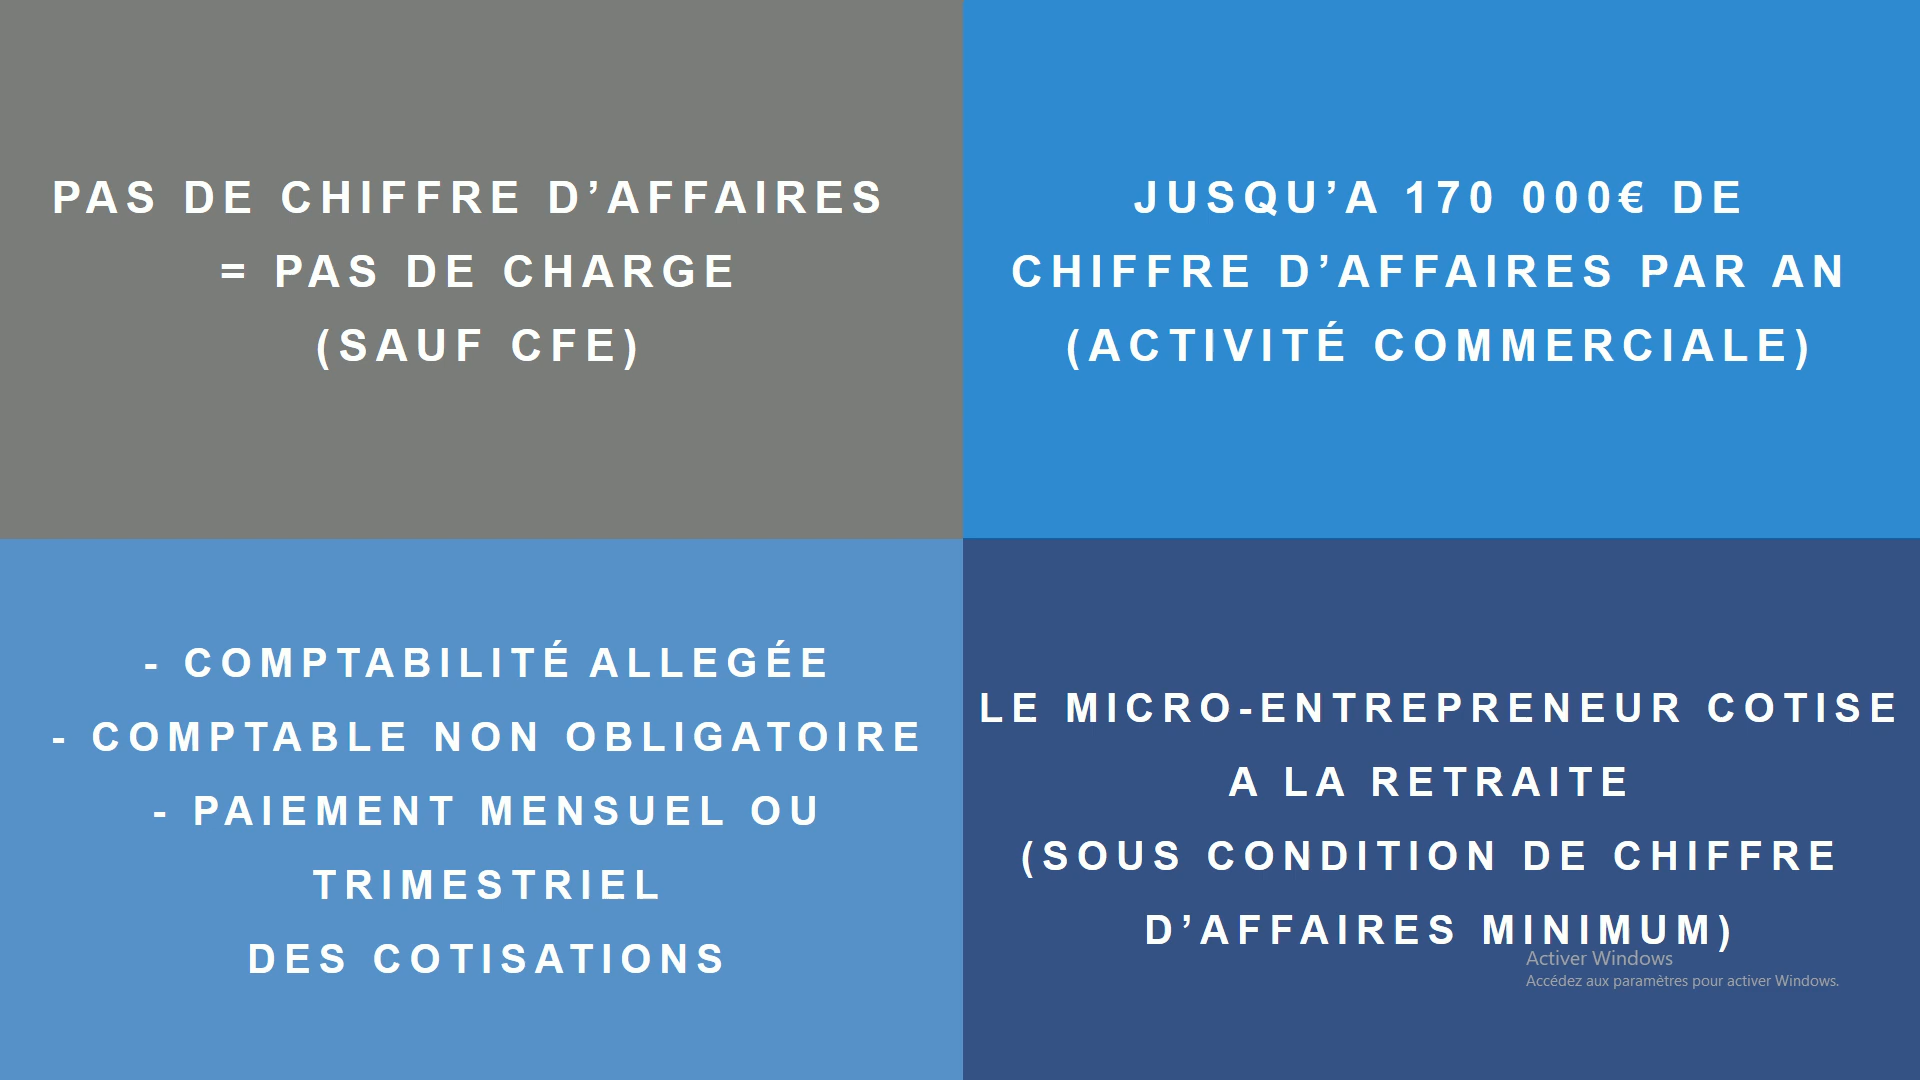 PAS DE CHIFFRE D’AFFAIRES
= PAS DE CHARGE
(SAUF CFE)
JUSQU’A 170 000€ DE
CHIFFRE D’AFFAIRES PAR AN
(ACTIVITÉ COMMERCIALE)
- COMPTABILITÉ ALLEGÉE
- COMPTABLE NON OBLIGATOIRE
- PAIEMENT MENSUEL OU
TRIMESTRIEL
DES COTISATIONS
LE MICRO-ENTREPRENEUR COTISE
A LA RETRAITE
(SOUS CONDITION DE CHIFFRE
D’AFFAIRES MINIMUM)
Activer Windows
Accédez aux paramètres pour activer Windows.